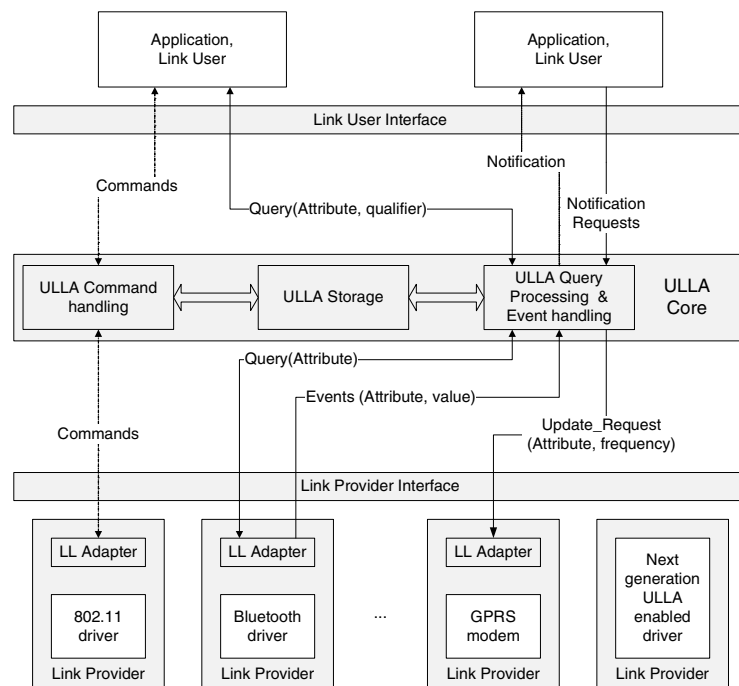 Application,
Link User
Application,
Link User
Link User Interface
Notification
Commands
Notification
Requests
Query(Attribute, qualifier)
ULLA Command
handling
ULLA Storage
ULLA Query
Processing &
Event handling
ULLA
Core
Query(Attribute)
Events (Attribute, value)
Commands
Update_Request
(Attribute, frequency)
Link Provider Interface
LL Adapter
802.11
driver
Link Provider
LL Adapter
Bluetooth
driver
Link Provider
...
LL Adapter
GPRS
modem
Link Provider
Next
generation
ULLA
enabled
driver
Link Provider